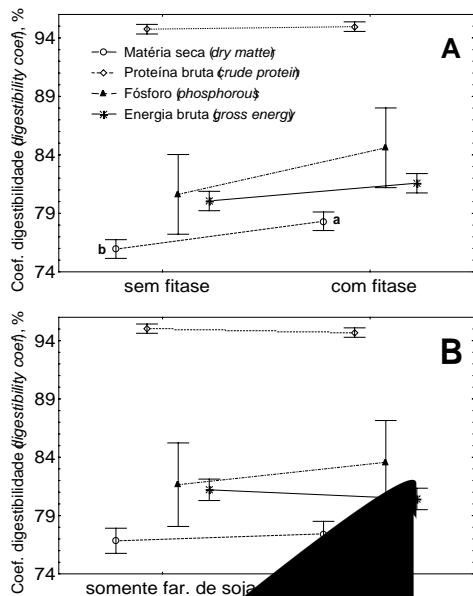 A
Matéria seca (dry matter)
Proteína bruta (crude protein)
Fósforo (phosphorous)
Energia bruta (gross energy)
Coef. digestibilidade (digestibility coef), %
94
89
84
79
74
b
a
sem fitase
com fitase
B
Coef. digestibilidade (digestibility coef), %
94
89
84
79
74
somente far. de soja